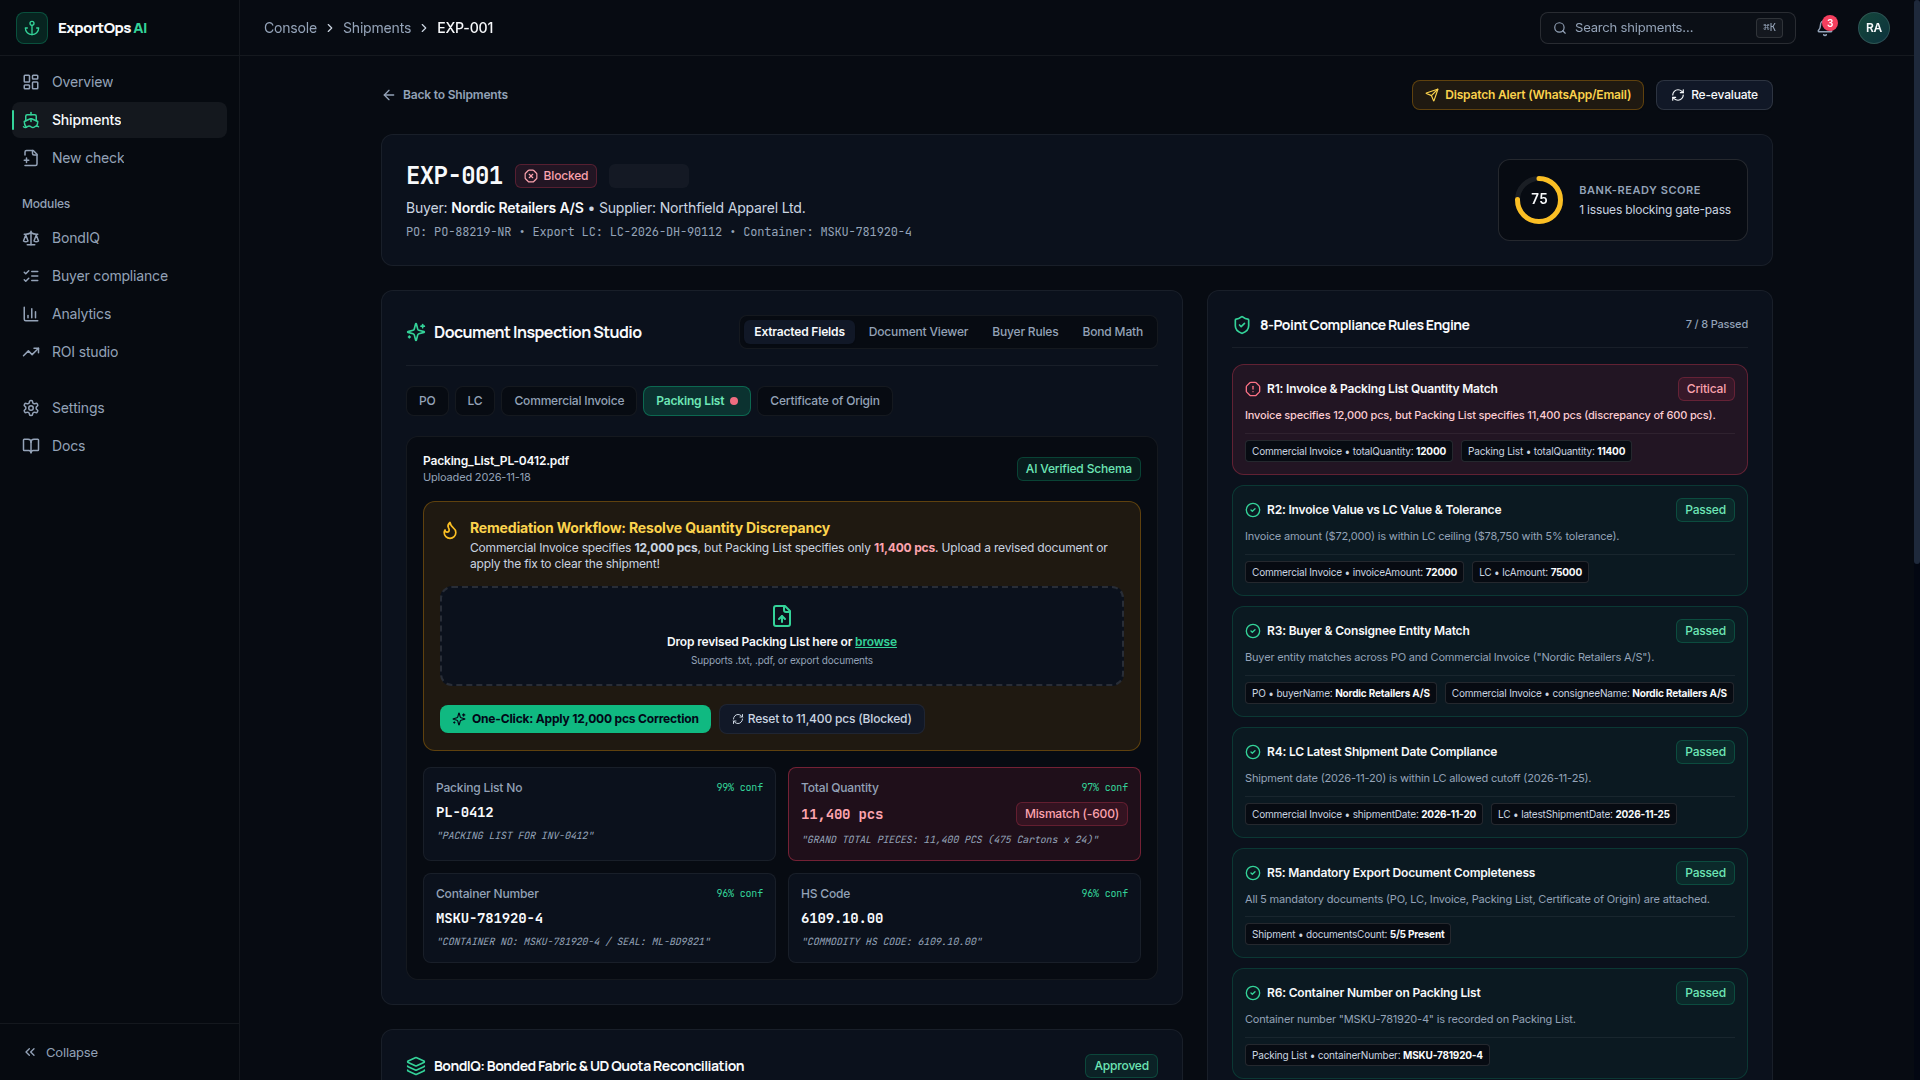 ExportOps AI
Console > Shipments > EXP-001
Search shipments... ⌘K
3
RA
Overview
Shipments
New check
Modules
BondIQ
Buyer compliance
Analytics
ROI studio
Settings
Docs
Collapse
Back to Shipments
Dispatch Alert (WhatsApp/Email)
Re-evaluate
EXP-001 Blocked
Buyer: Nordic Retailers A/S • Supplier: Northfield Apparel Ltd.
PO: PO-88219-NR • Export LC: LC-2026-DH-90112 • Container: MSKU-781920-4
75
BANK-READY SCORE
1 issues blocking gate-pass
Document Inspection Studio
Extracted Fields Document Viewer Buyer Rules Bond Math
PO LC Commercial Invoice Packing List Certificate of Origin
Packing_List_PL-0412.pdf
Uploaded 2026-11-18
AI Verified Schema
Remediation Workflow: Resolve Quantity Discrepancy
Commercial Invoice specifies 12,000 pcs, but Packing List specifies only 11,400 pcs. Upload a revised document or
apply the fix to clear the shipment!
Drop revised Packing List here or browse
Supports .txt, .pdf, or export documents
One-Click: Apply 12,000 pcs Correction
Reset to 11,400 pcs (Blocked)
Packing List No 99% conf
PL-0412
"PACKING LIST FOR INV-0412"
Total Quantity 97% conf
11,400 pcs Mismatch (-600)
"GRAND TOTAL PIECES: 11,400 PCS (475 Cartons x 24)"
Container Number 96% conf
MSKU-781920-4
"CONTAINER NO: MSKU-781920-4 / SEAL: ML-BD9821"
HS Code 96% conf
6109.10.00
"COMMODITY HS CODE: 6109.10.00"
BondIQ: Bonded Fabric & UD Quota Reconciliation Approved
8-Point Compliance Rules Engine 7 / 8 Passed
R1: Invoice & Packing List Quantity Match Critical
Invoice specifies 12,000 pcs, but Packing List specifies 11,400 pcs (discrepancy of 600 pcs).
Commercial Invoice • totalQuantity: 12000 Packing List • totalQuantity: 11400
R2: Invoice Value vs LC Value & Tolerance Passed
Invoice amount ($72,000) is within LC ceiling ($78,750 with 5% tolerance).
Commercial Invoice • invoiceAmount: 72000 LC • lcAmount: 75000
R3: Buyer & Consignee Entity Match Passed
Buyer entity matches across PO and Commercial Invoice ("Nordic Retailers A/S").
PO • buyerName: Nordic Retailers A/S Commercial Invoice • consigneeName: Nordic Retailers A/S
R4: LC Latest Shipment Date Compliance Passed
Shipment date (2026-11-20) is within LC allowed cutoff (2026-11-25).
Commercial Invoice • shipmentDate: 2026-11-20 LC • latestShipmentDate: 2026-11-25
R5: Mandatory Export Document Completeness Passed
All 5 mandatory documents (PO, LC, Invoice, Packing List, Certificate of Origin) are attached.
Shipment • documentsCount: 5/5 Present
R6: Container Number on Packing List Passed
Container number "MSKU-781920-4" is recorded on Packing List.
Packing List • containerNumber: MSKU-781920-4